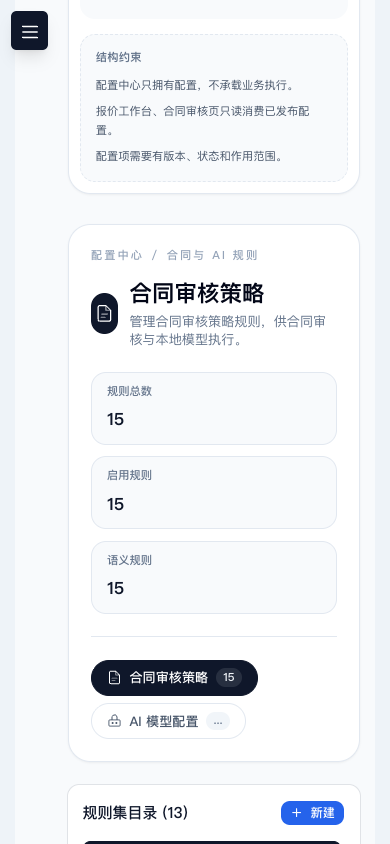 结构约束
配置中心只拥有配置，不承载业务执行。
报价工作台、合同审核页只读消费已发布配
置。
配置项需要有版本、状态和作用范围。
配置中心 / 合同与 AI 规则
合同审核策略
管理合同审核策略规则，供合同审
核与本地模型执行。
规则总数
15
启用规则
15
语义规则
15
合同审核策略 15
AI 模型配置 ...
规则集目录 (13)
+ 新建